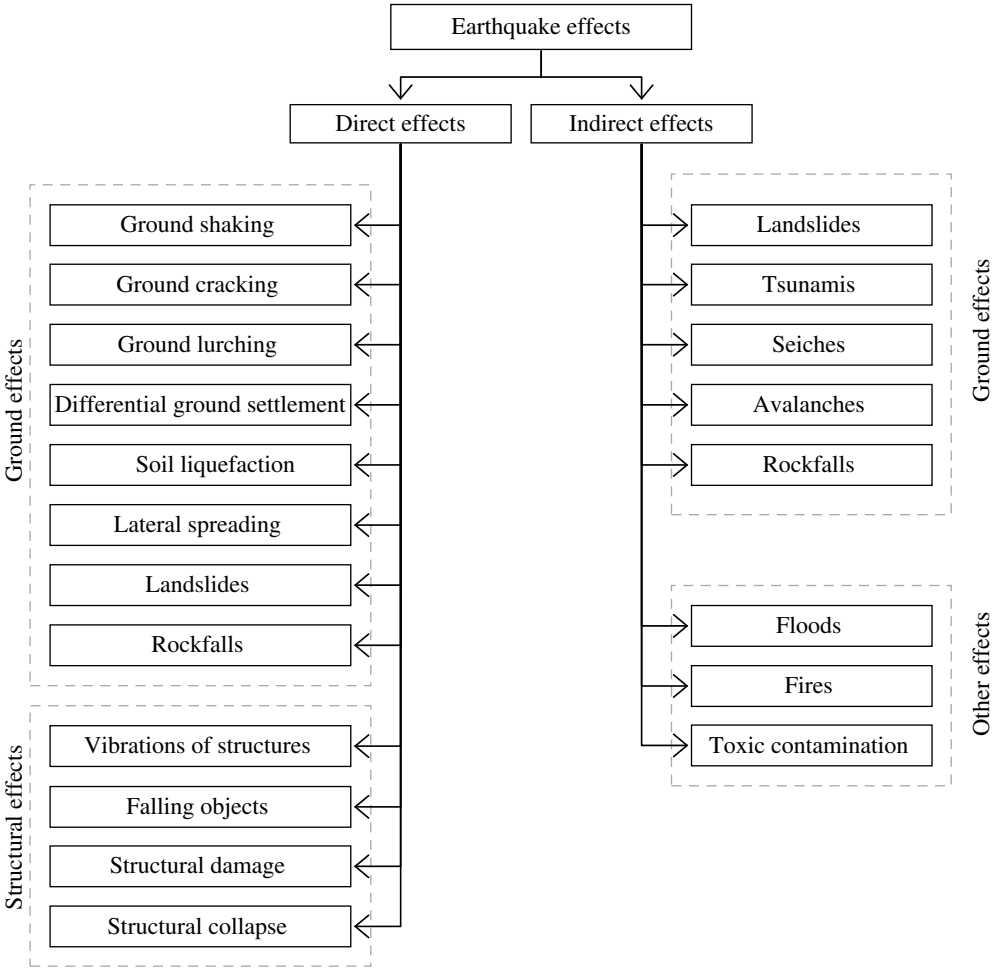 Earthquake effects
Direct effects
Indirect effects
Ground effects
Ground shaking
Ground cracking
Ground lurching
Differential ground settlement
Soil liquefaction
Lateral spreading
Landslides
Rockfalls
Structural effects
Vibrations of structures
Falling objects
Structural damage
Structural collapse
Landslides
Tsunamis
Seiches
Avalanches
Rockfalls
Ground effects
Floods
Fires
Toxic contamination
Other effects